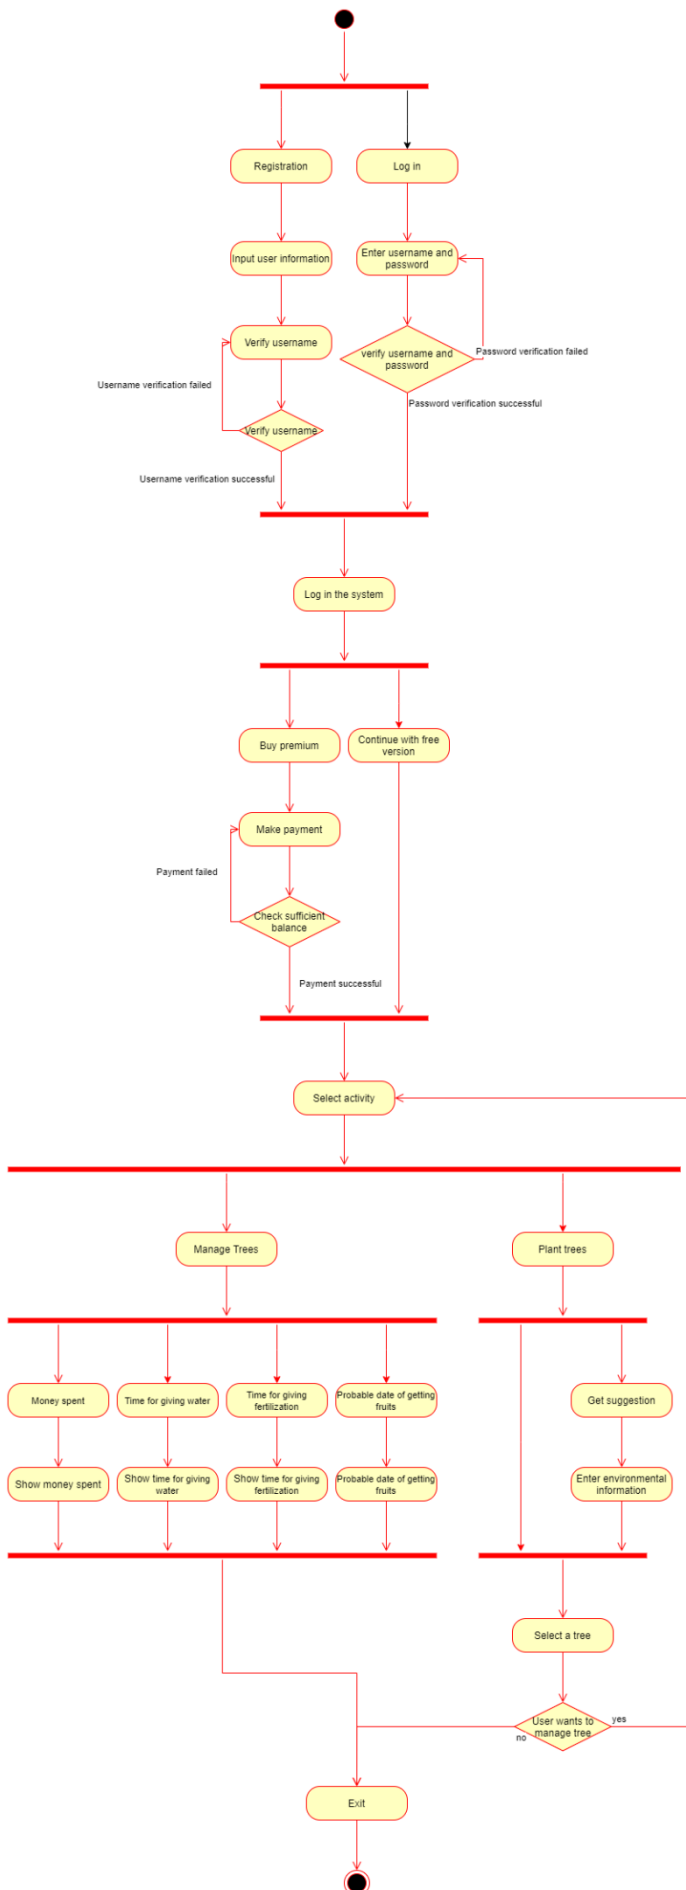 Registration
Log in
Input user information
Enter username and
password
Verify username
verify username and
password
Password verification failed
Username verification failed
Password verification successful
Verify username
Username verification successful
Log in the system
Buy premium
Continue with free
version
Make payment
Payment failed
Check sufficient
balance
Payment successful
Select activity
Manage Trees
Plant trees
Money spent
Time for giving water
Time for giving
fertilization
Probable date of getting
fruits
Get suggestion
Show money spent
Show time for giving
water
Show time for giving
fertilization
Probable date of getting
fruits
Enter environmental
information
Select a tree
User wants to
manage tree
yes
no
Exit